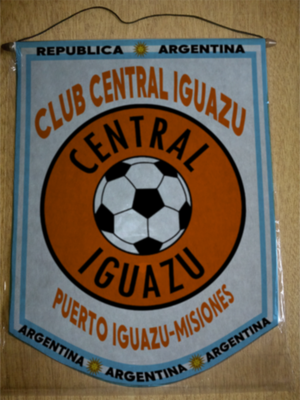 REPUBLICA ARGENTINA
CLUB CENTRAL IGUAZU
CENTRAL
IGUAZU
PUERTO IGUAZU-MISIONES
ARGENTINA ARGENTINA ARGENTINA